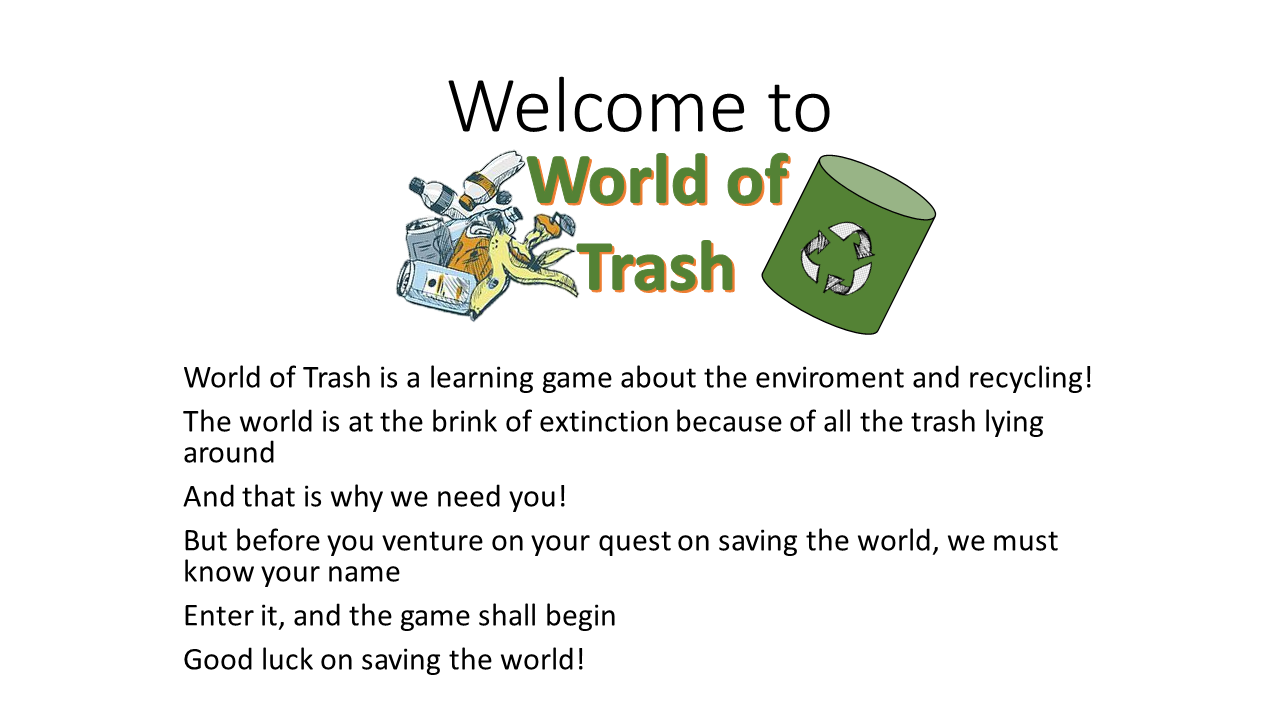 Welcome to
World of
Trash
World of Trash is a learning game about the enviroment and recycling!
The world is at the brink of extinction because of all the trash lying
around
And that is why we need you!
But before you venture on your quest on saving the world, we must
know your name
Enter it, and the game shall begin
Good luck on saving the world!